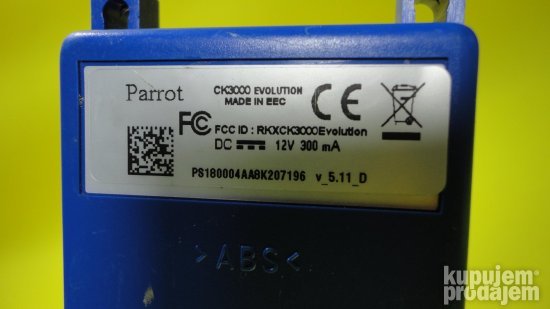 Parrot
CK3000 EVOLUTION
MADE IN EEC
CE
FC
FCC ID : RKXCK3000Evolution
DC 12V 300 mA
PS180004AA8K207196 v_5.11_D
>ABS<
kupujem
prodajem